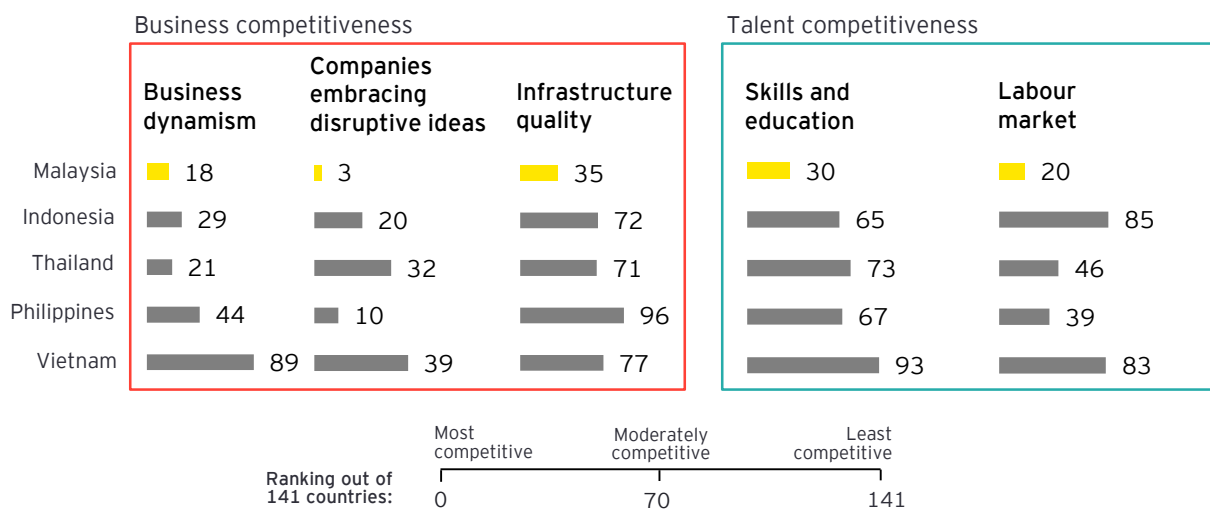 Business competitiveness
Talent competitiveness
Business
dynamism
Companies
embracing
disruptive ideas
Infrastructure
quality
Skills and
education
Labour
market
Malaysia 18 3 35 30 20
Indonesia 29 20 72 65 85
Thailand 21 32 71 73 46
Philippines 44 10 96 67 39
Vietnam 89 39 77 93 83
Most
competitive
Moderately
competitive
Least
competitive
Ranking out of
141 countries:
0 70 141